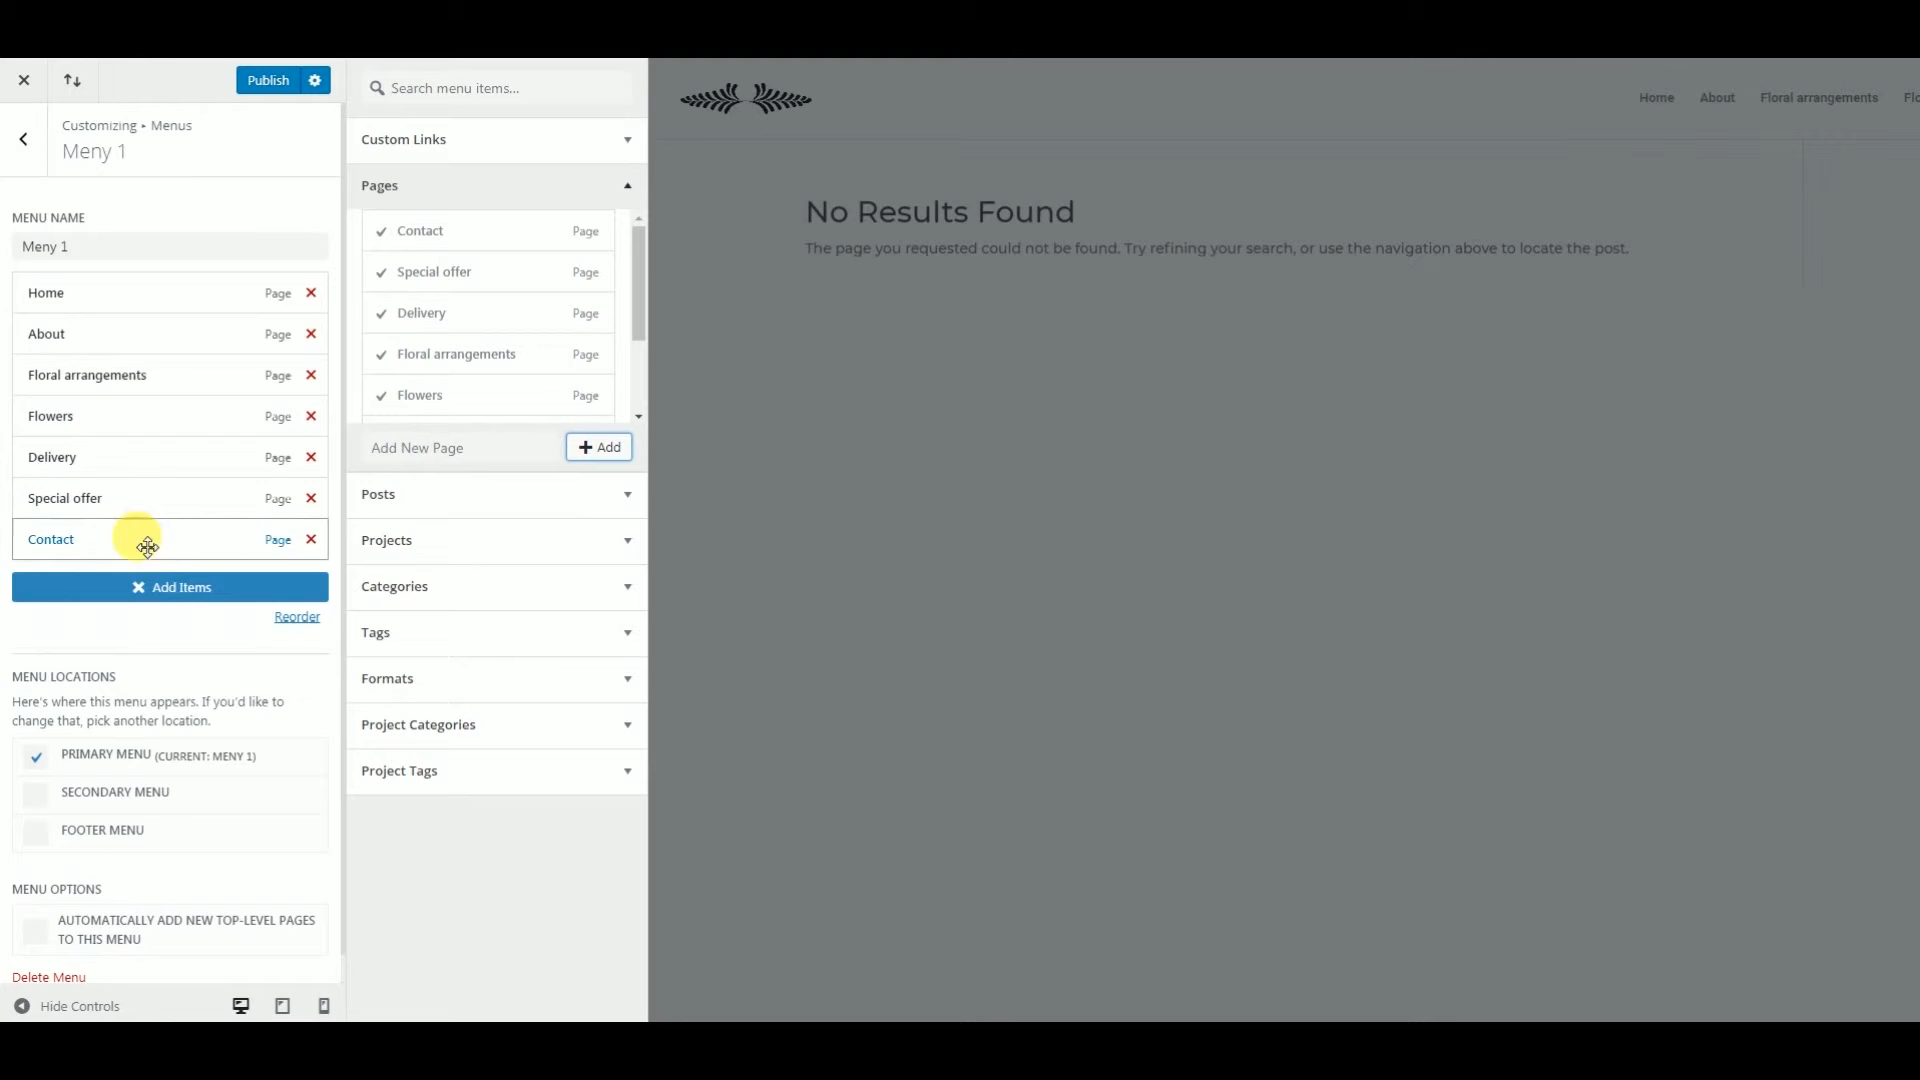 Publish
Customizing ▸ Menus
Meny 1
MENU NAME
Meny 1
Home Page
About Page
Floral arrangements Page
Flowers Page
Delivery Page
Special offer Page
Contact Page
Add Items
Reorder
MENU LOCATIONS
Here's where this menu appears. If you'd like to
change that, pick another location.
PRIMARY MENU (CURRENT: MENY 1)
SECONDARY MENU
FOOTER MENU
MENU OPTIONS
AUTOMATICALLY ADD NEW TOP-LEVEL PAGES
TO THIS MENU
Delete Menu
Hide Controls
Search menu items...
Custom Links
Pages
Contact Page
Special offer Page
Delivery Page
Floral arrangements Page
Flowers Page
Add New Page
Add
Posts
Projects
Categories
Tags
Formats
Project Categories
Project Tags
Home About Floral arrangements
No Results Found
The page you requested could not be found. Try refining your search, or use the navigation above to locate the post.